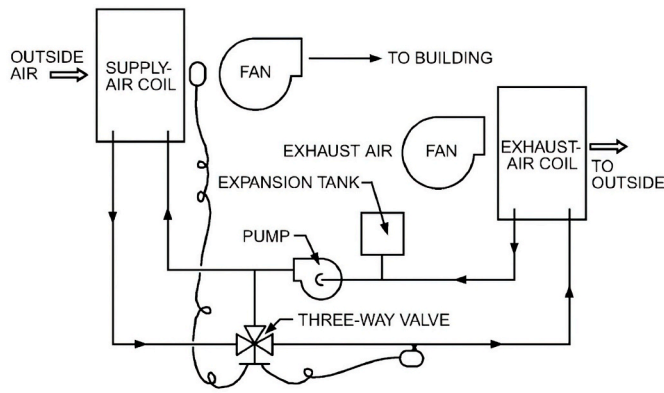 OUTSIDE
AIR
SUPPLY-
AIR COIL
FAN
TO BUILDING
EXHAUST AIR
FAN
EXHAUST-
AIR COIL
TO
OUTSIDE
EXPANSION TANK
PUMP
THREE-WAY VALVE